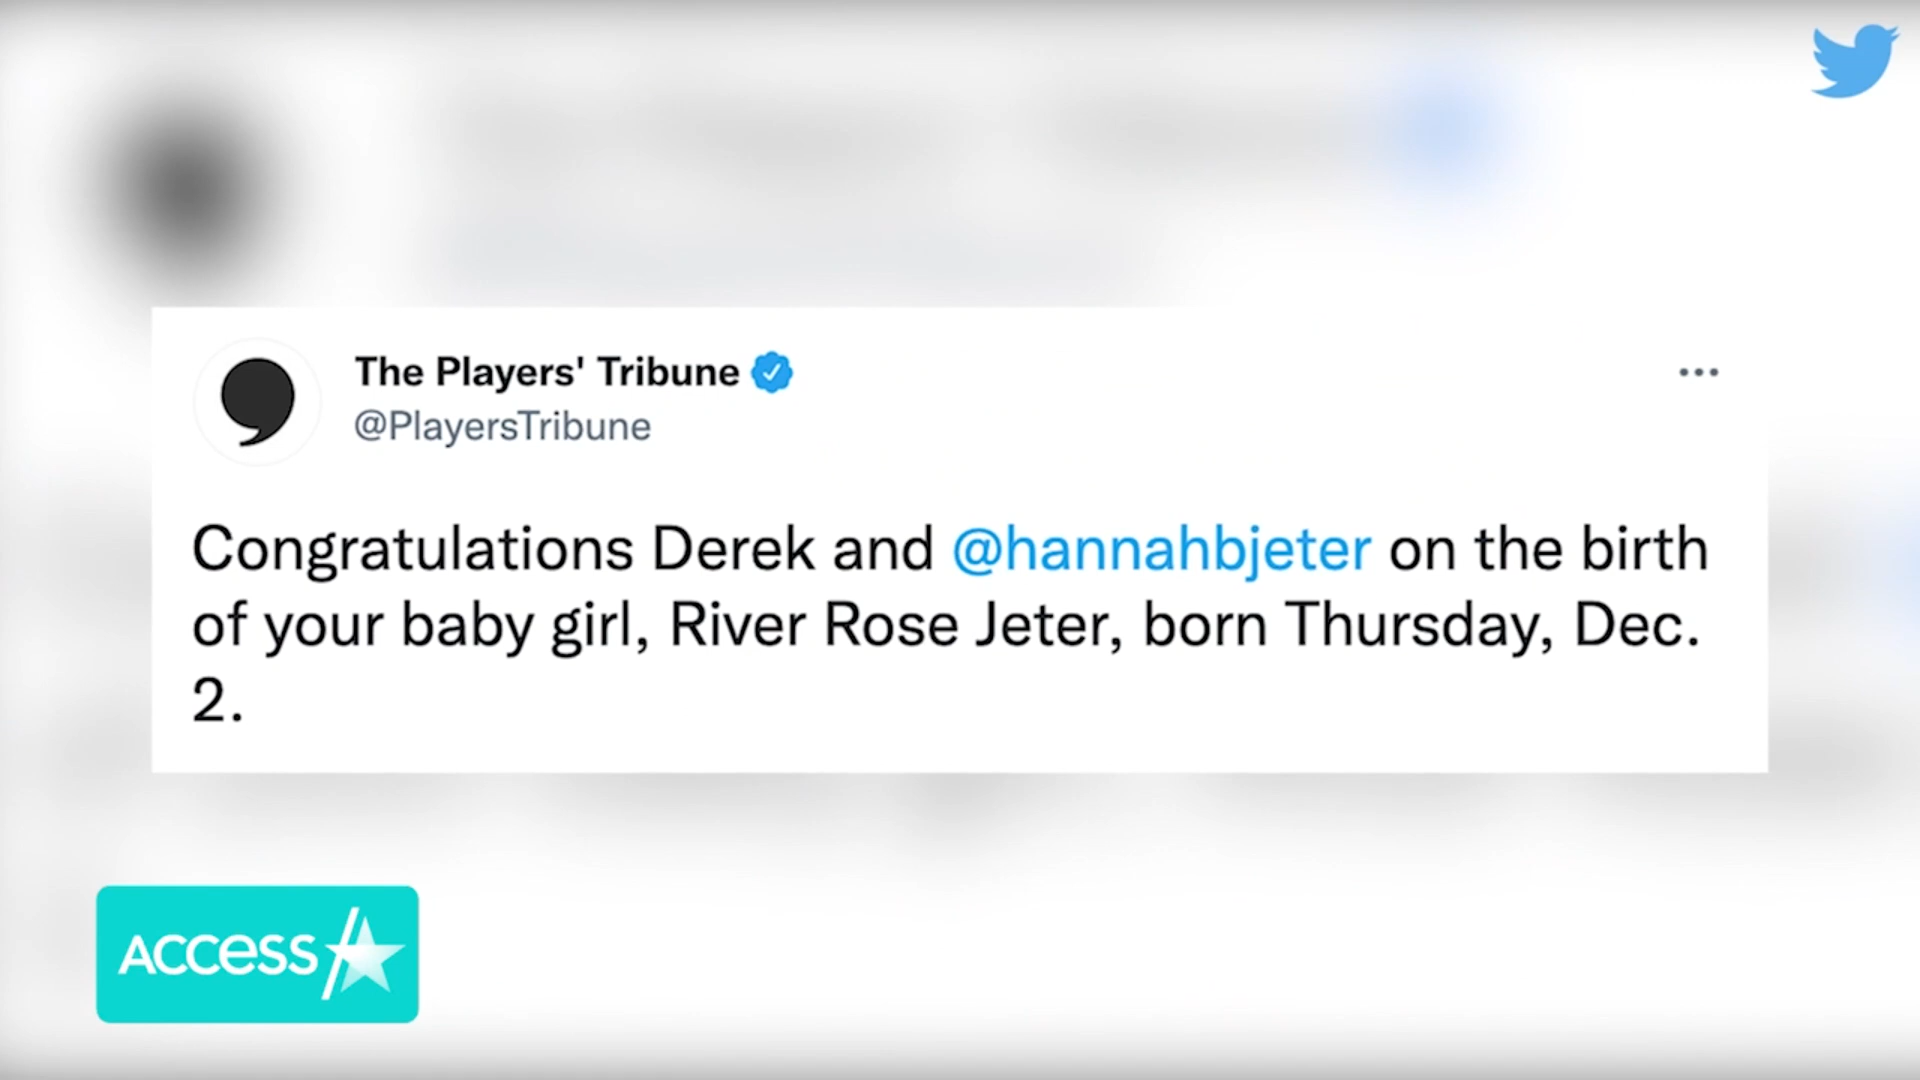 The Players' Tribune
@PlayersTribune
Congratulations Derek and @hannahbjeter on the birth
of your baby girl, River Rose Jeter, born Thursday, Dec.
2.
ACCESS